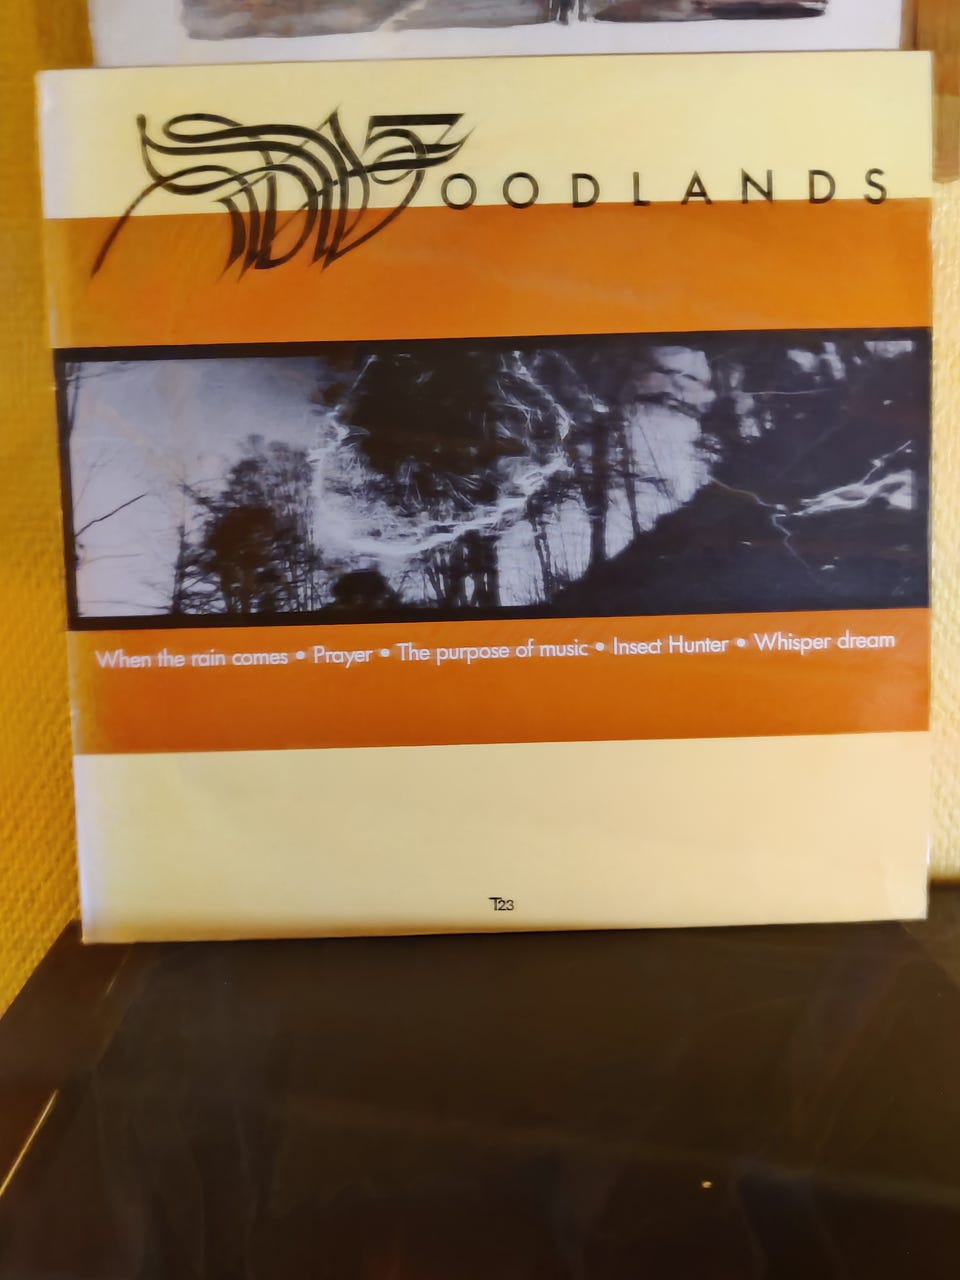 WOODLANDS
When the rain comes • Prayer • The purpose of music • Insect Hunter • Whisper dream
T23